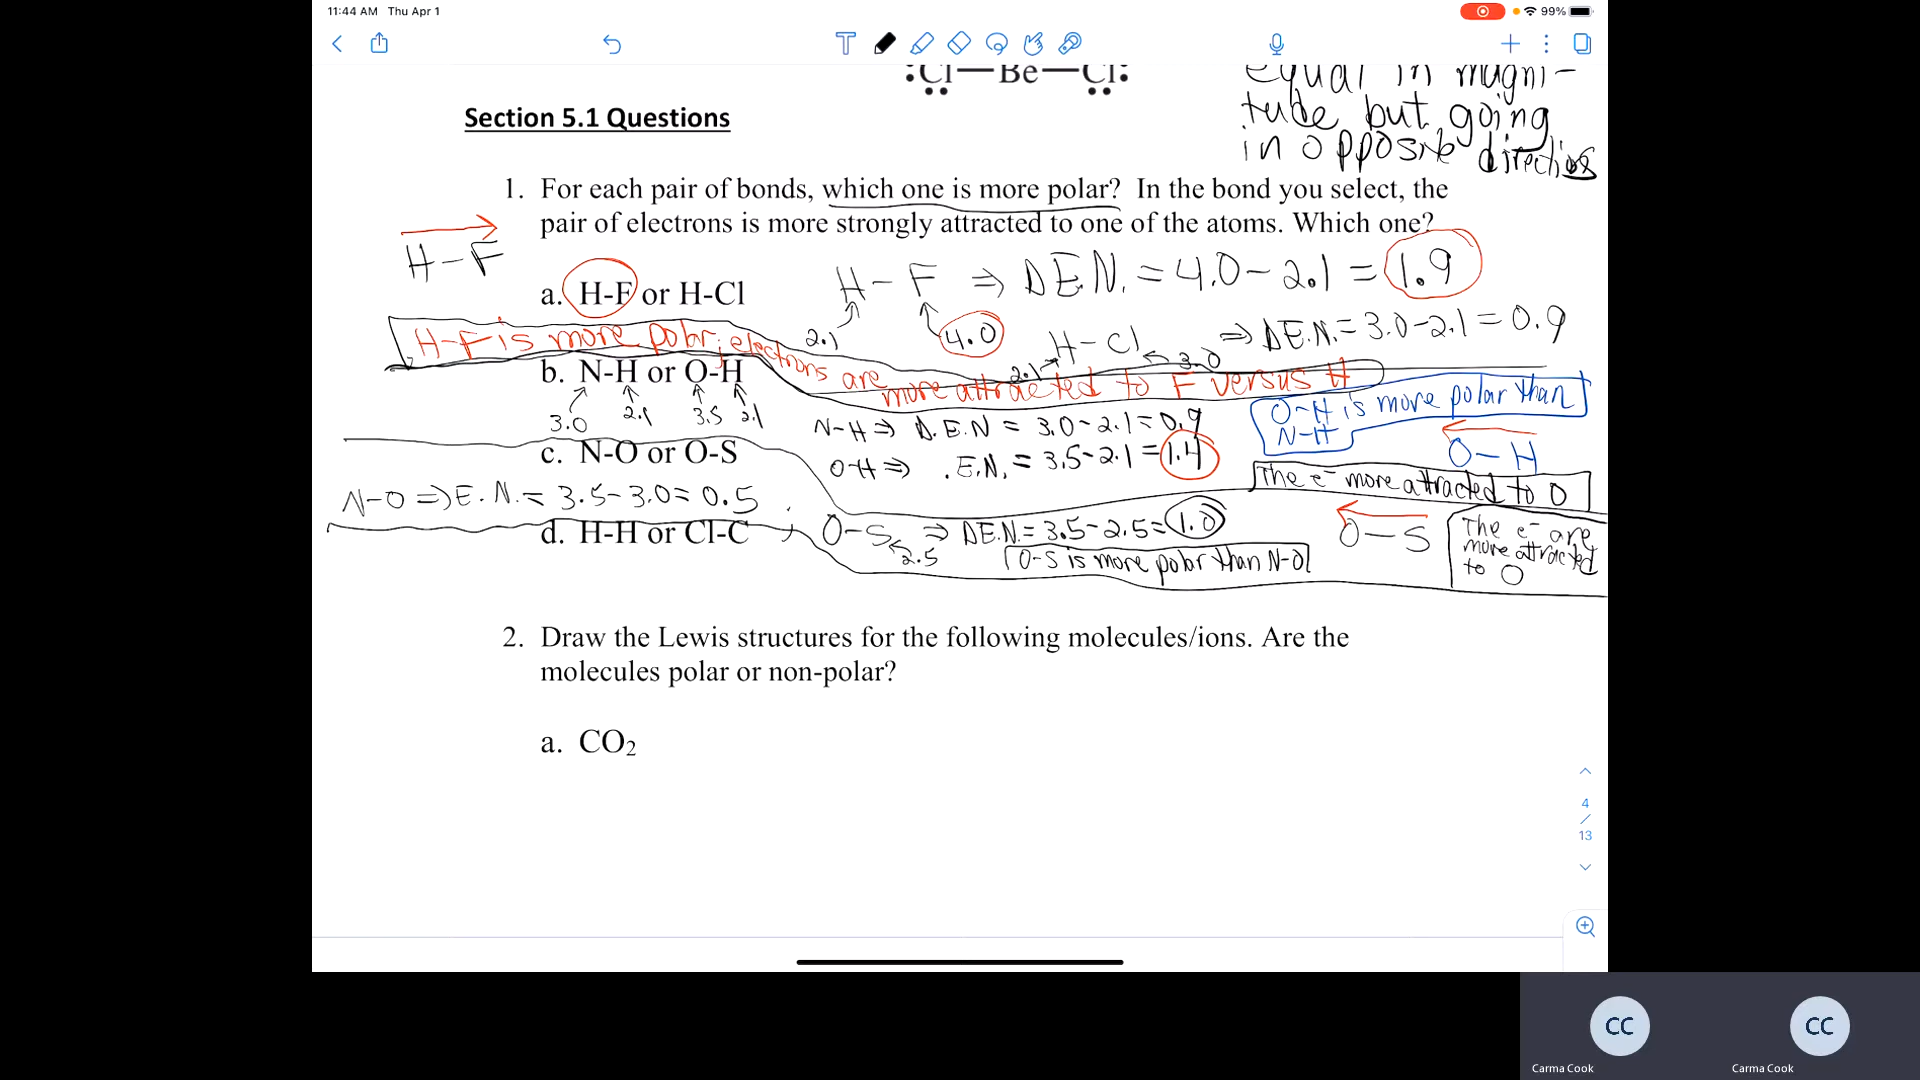 11:44 AM Thu Apr 1
99%
:Cl—Be—Cl:
equal in magni-
tude but going
in opposite directions
Section 5.1 Questions
1. For each pair of bonds, which one is more polar? In the bond you select, the
pair of electrons is more strongly attracted to one of the atoms. Which one?
H-F
a. H-F or H-Cl
H-F => DE.N. = 4.0-2.1 = 1.9
2.1
4.0
H-Cl => DE.N. = 3.0-2.1 = 0.9
2.1
3.0
H-F is more polar; electrons are
more attracted to F versus H
b. N-H or O-H
3.0 2.1 3.5 2.1
N-H => D.E.N = 3.0-2.1=0.9
O-H => .E.N. = 3.5-2.1=1.4
O-H is more polar than
N-H
O-H
The e- more attracted to O
c. N-O or O-S
N-O => E.N. = 3.5-3.0= 0.5 ;
O-S => DE.N.= 3.5-2.5= 1.0
2.5
O-S is more polar than N-O
O-S
The e- are
more attracted
to O
d. H-H or Cl-C
2. Draw the Lewis structures for the following molecules/ions. Are the
molecules polar or non-polar?
a. CO₂
4
/
13
CC
CC
Carma Cook
Carma Cook